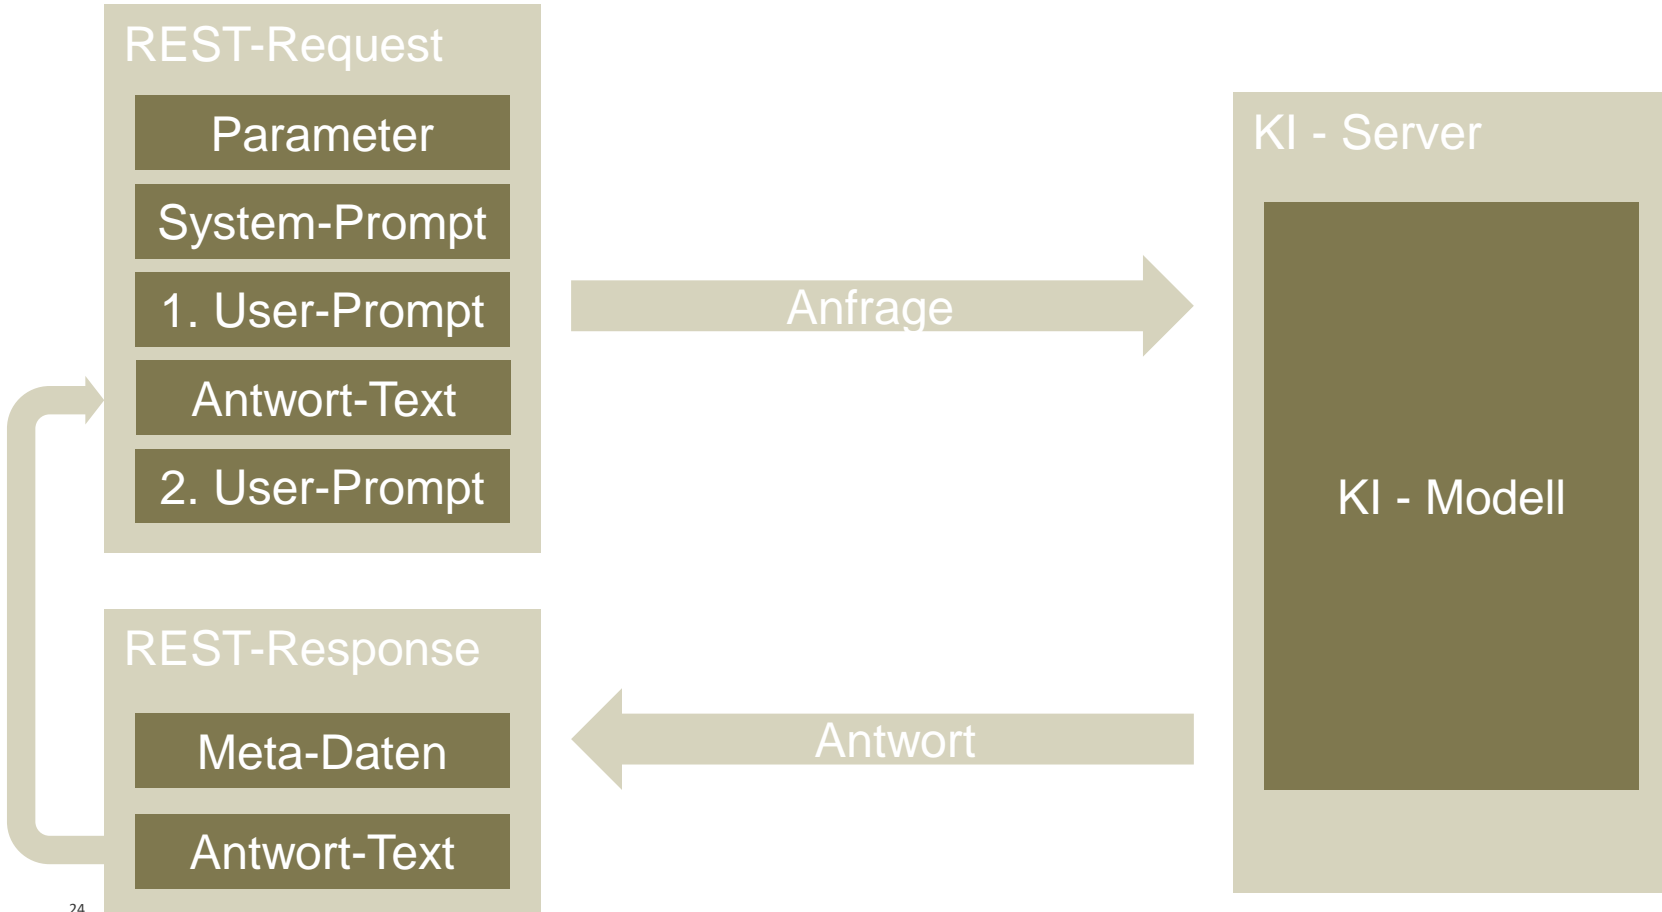 REST-Request
Parameter
System-Prompt
1. User-Prompt
Antwort-Text
2. User-Prompt
Anfrage
KI - Server
KI - Modell
REST-Response
Meta-Daten
Antwort-Text
Antwort
24